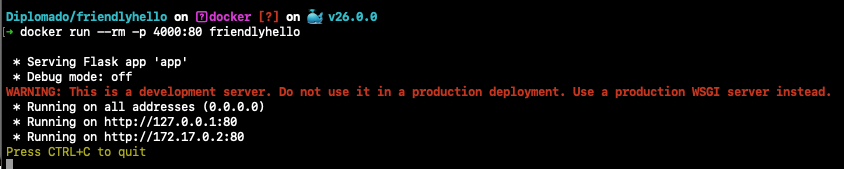 Diplomado/friendlyhello on docker [?] on 🐳 v26.0.0
[➜ docker run --rm -p 4000:80 friendlyhello
* Serving Flask app 'app'
* Debug mode: off
WARNING: This is a development server. Do not use it in a production deployment. Use a production WSGI server instead.
* Running on all addresses (0.0.0.0)
* Running on http://127.0.0.1:80
* Running on http://172.17.0.2:80
Press CTRL+C to quit